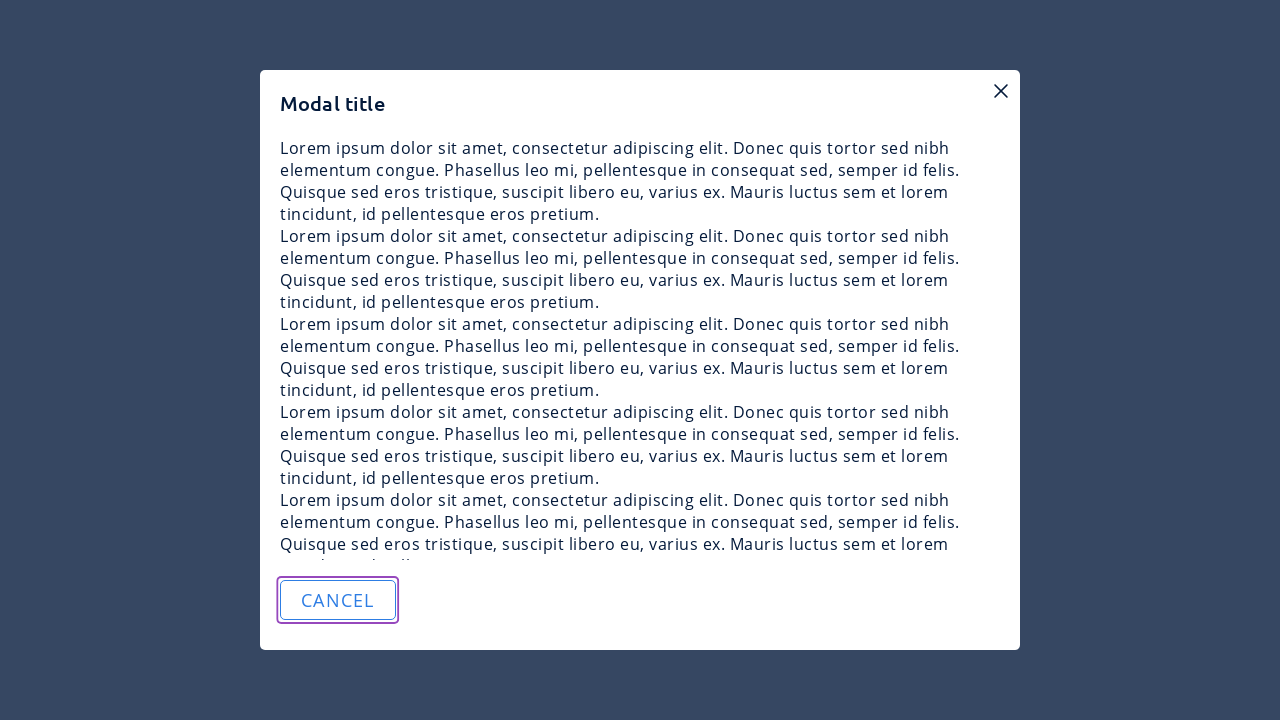 Modal title
Lorem ipsum dolor sit amet, consectetur adipiscing elit. Donec quis tortor sed nibh
elementum congue. Phasellus leo mi, pellentesque in consequat sed, semper id felis.
Quisque sed eros tristique, suscipit libero eu, varius ex. Mauris luctus sem et lorem
tincidunt, id pellentesque eros pretium.
Lorem ipsum dolor sit amet, consectetur adipiscing elit. Donec quis tortor sed nibh
elementum congue. Phasellus leo mi, pellentesque in consequat sed, semper id felis.
Quisque sed eros tristique, suscipit libero eu, varius ex. Mauris luctus sem et lorem
tincidunt, id pellentesque eros pretium.
Lorem ipsum dolor sit amet, consectetur adipiscing elit. Donec quis tortor sed nibh
elementum congue. Phasellus leo mi, pellentesque in consequat sed, semper id felis.
Quisque sed eros tristique, suscipit libero eu, varius ex. Mauris luctus sem et lorem
tincidunt, id pellentesque eros pretium.
Lorem ipsum dolor sit amet, consectetur adipiscing elit. Donec quis tortor sed nibh
elementum congue. Phasellus leo mi, pellentesque in consequat sed, semper id felis.
Quisque sed eros tristique, suscipit libero eu, varius ex. Mauris luctus sem et lorem
tincidunt, id pellentesque eros pretium.
Lorem ipsum dolor sit amet, consectetur adipiscing elit. Donec quis tortor sed nibh
elementum congue. Phasellus leo mi, pellentesque in consequat sed, semper id felis.
Quisque sed eros tristique, suscipit libero eu, varius ex. Mauris luctus sem et lorem
CANCEL